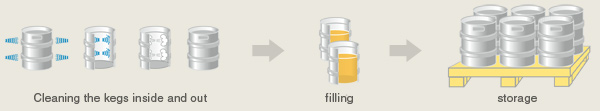 Cleaning the kegs inside and out
filling
storage